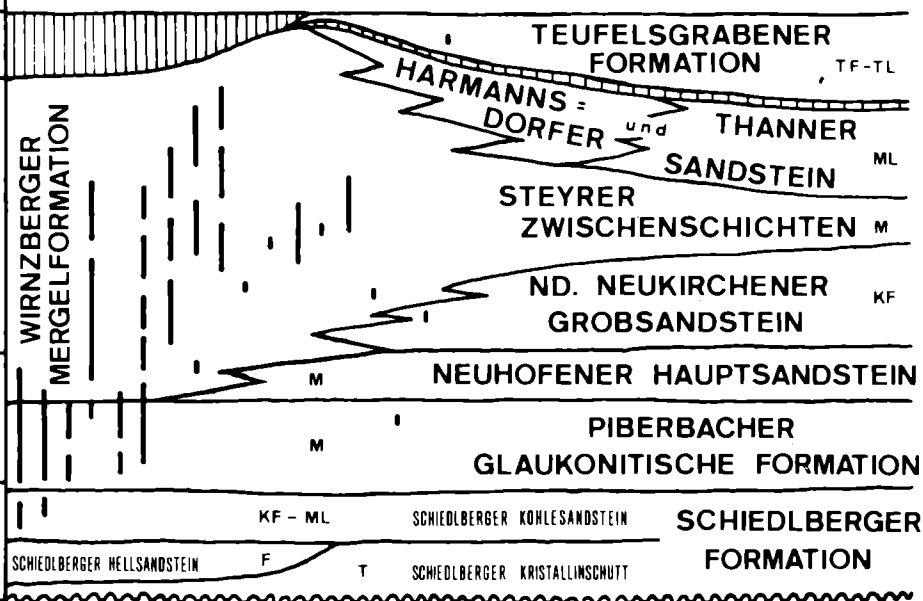 TEUFELSGRABENER
FORMATION TF-TL
HARMANNS =
DORFER und THANNER
SANDSTEIN ML
STEYRER
ZWISCHENSCHICHTEN M
WIRNZBERGER
MERGELFORMATION
ND. NEUKIRCHENER
GROBSANDSTEIN KF
M NEUHOFENER HAUPTSANDSTEIN
PIBERBACHER
M GLAUKONITISCHE FORMATION
KF - ML SCHIEDLBERGER KOHLESANDSTEIN
SCHIEDLBERGER
FORMATION
SCHIEDLBERGER HELLSANDSTEIN F
T SCHIEDLBERGER KRISTALLINSCHUTT